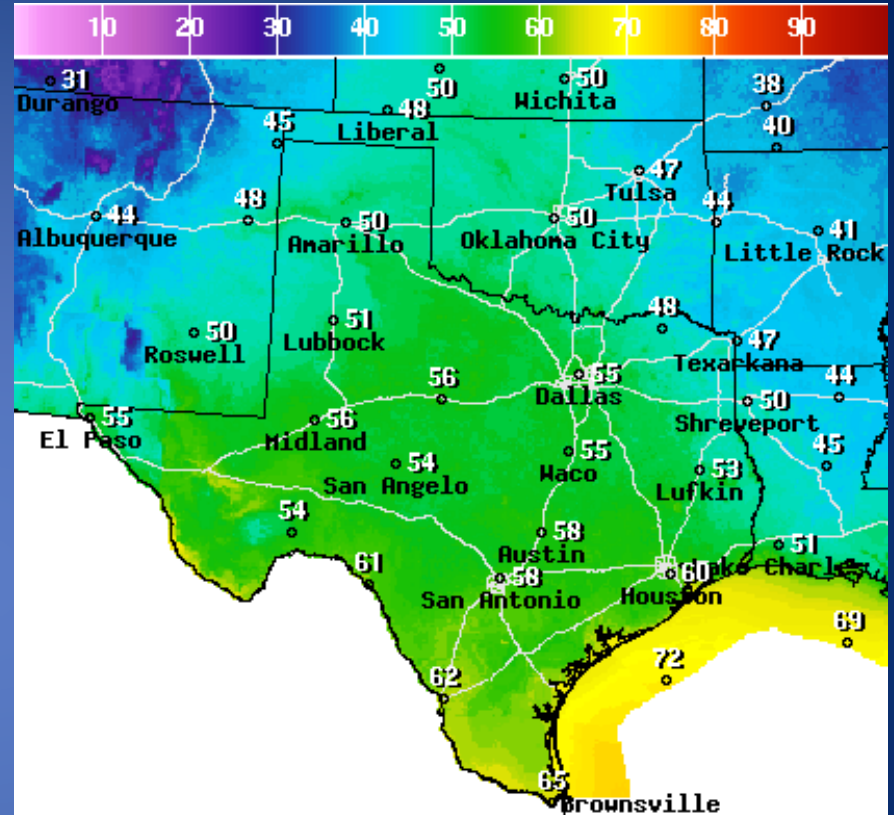 10 20 30 40 50 60 70 80 90
31
Durango
50
50
Wichita
38
48
Liberal
45
40
47
Tulsa
48
44
44
Albuquerque
50
Amarillo
50
Oklahoma City
41
Little Rock
51
Lubbock
50
Roswell
48
47
Texarkana
55
Dallas
56
44
50
Shreveport
55
El Paso
56
Midland
54
San Angelo
55
Waco
53
Lufkin
45
54
58
Austin
51
Lake Charles
61
58
San Antonio
60
Houston
69
72
62
65
Brownsville